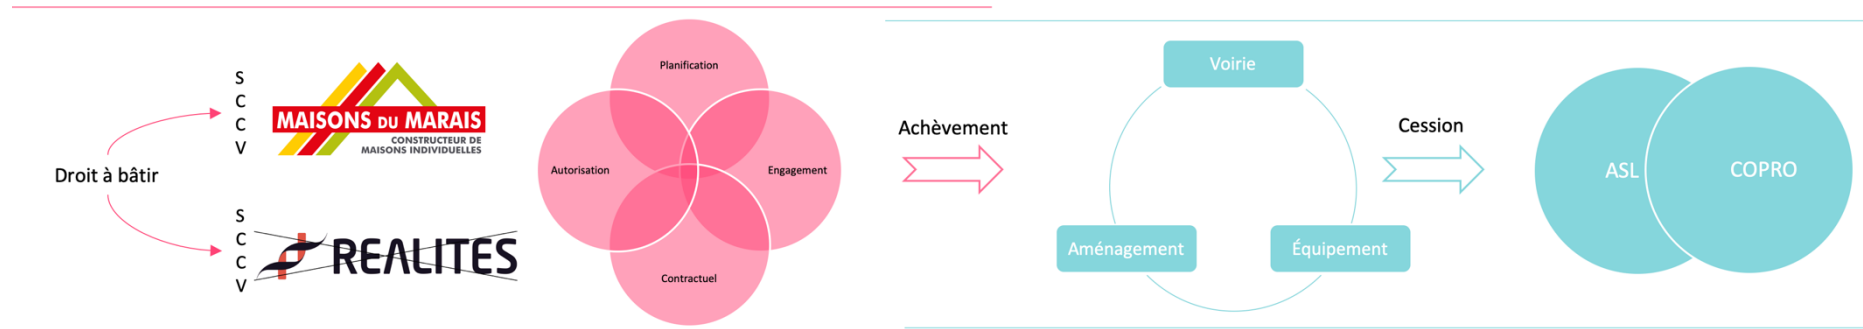 Droit à bâtir
S
C
C
V
MAISONS DU MARAIS
CONSTRUCTEUR DE
MAISONS INDIVIDUELLES
S
C
C
V
REALITES
Planification
Autorisation
Engagement
Contractuel
Achèvement
Voirie
Aménagement
Équipement
Cession
ASL
COPRO